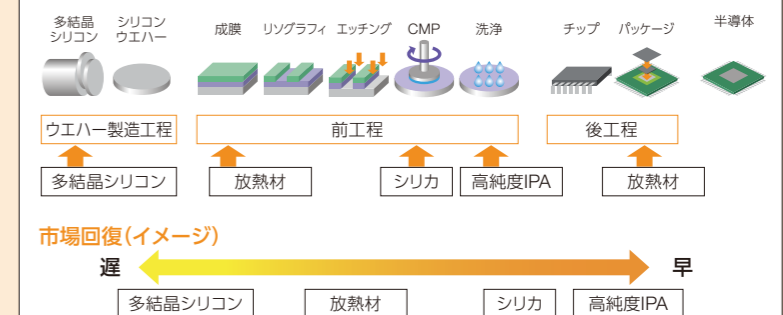 多結晶
シリコン
シリコン
ウエハー
成膜
リソグラフィ
エッチング
CMP
洗浄
チップ
パッケージ
半導体
ウエハー製造工程
前工程
後工程
多結晶シリコン
放熱材
シリカ
高純度IPA
放熱材
市場回復(イメージ)
遅
早
多結晶シリコン
放熱材
シリカ
高純度IPA